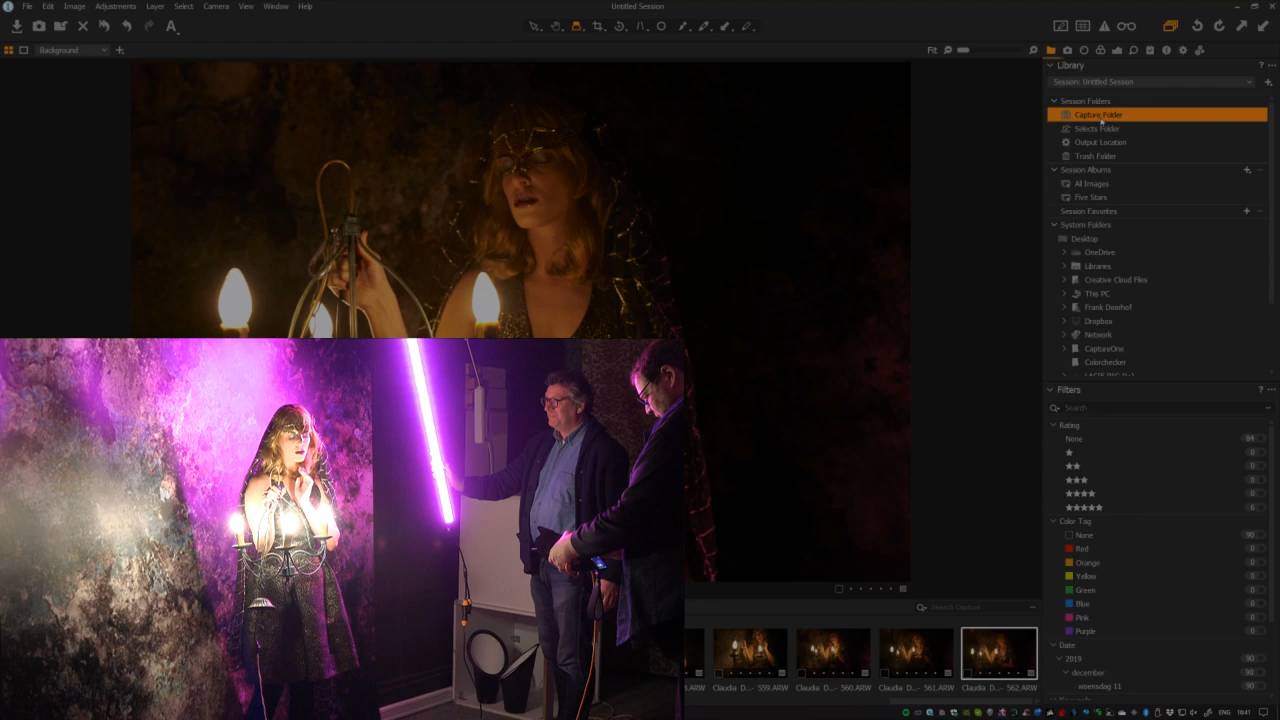 File Edit Image Adjustments Layer Select Camera View Window Help
Untitled Session
Background
Fit
Library
Session: Untitled Session
Session Folders
Capture Folder
Selects Folder
Output Location
Trash Folder
Session Albums
All Images
Five Stars
Session Favorites
System Folders
Desktop
OneDrive
Libraries
Creative Cloud Files
This PC
Frank Doorhof
Dropbox
Network
CaptureOne
Colorchecker
Filters
Search
Rating
None 84
0
0
0
0
6
Color Tag
None 90
Red 0
Orange 0
Yellow 0
Green 0
Blue 0
Pink 0
Purple 0
Date
2019 90
december 90
woensdag 11 90
Search Capture
.ARW Claudia D...- 559.ARW Claudia D...- 560.ARW Claudia D...- 561.ARW Claudia D...- 562.ARW
ENG 16:41